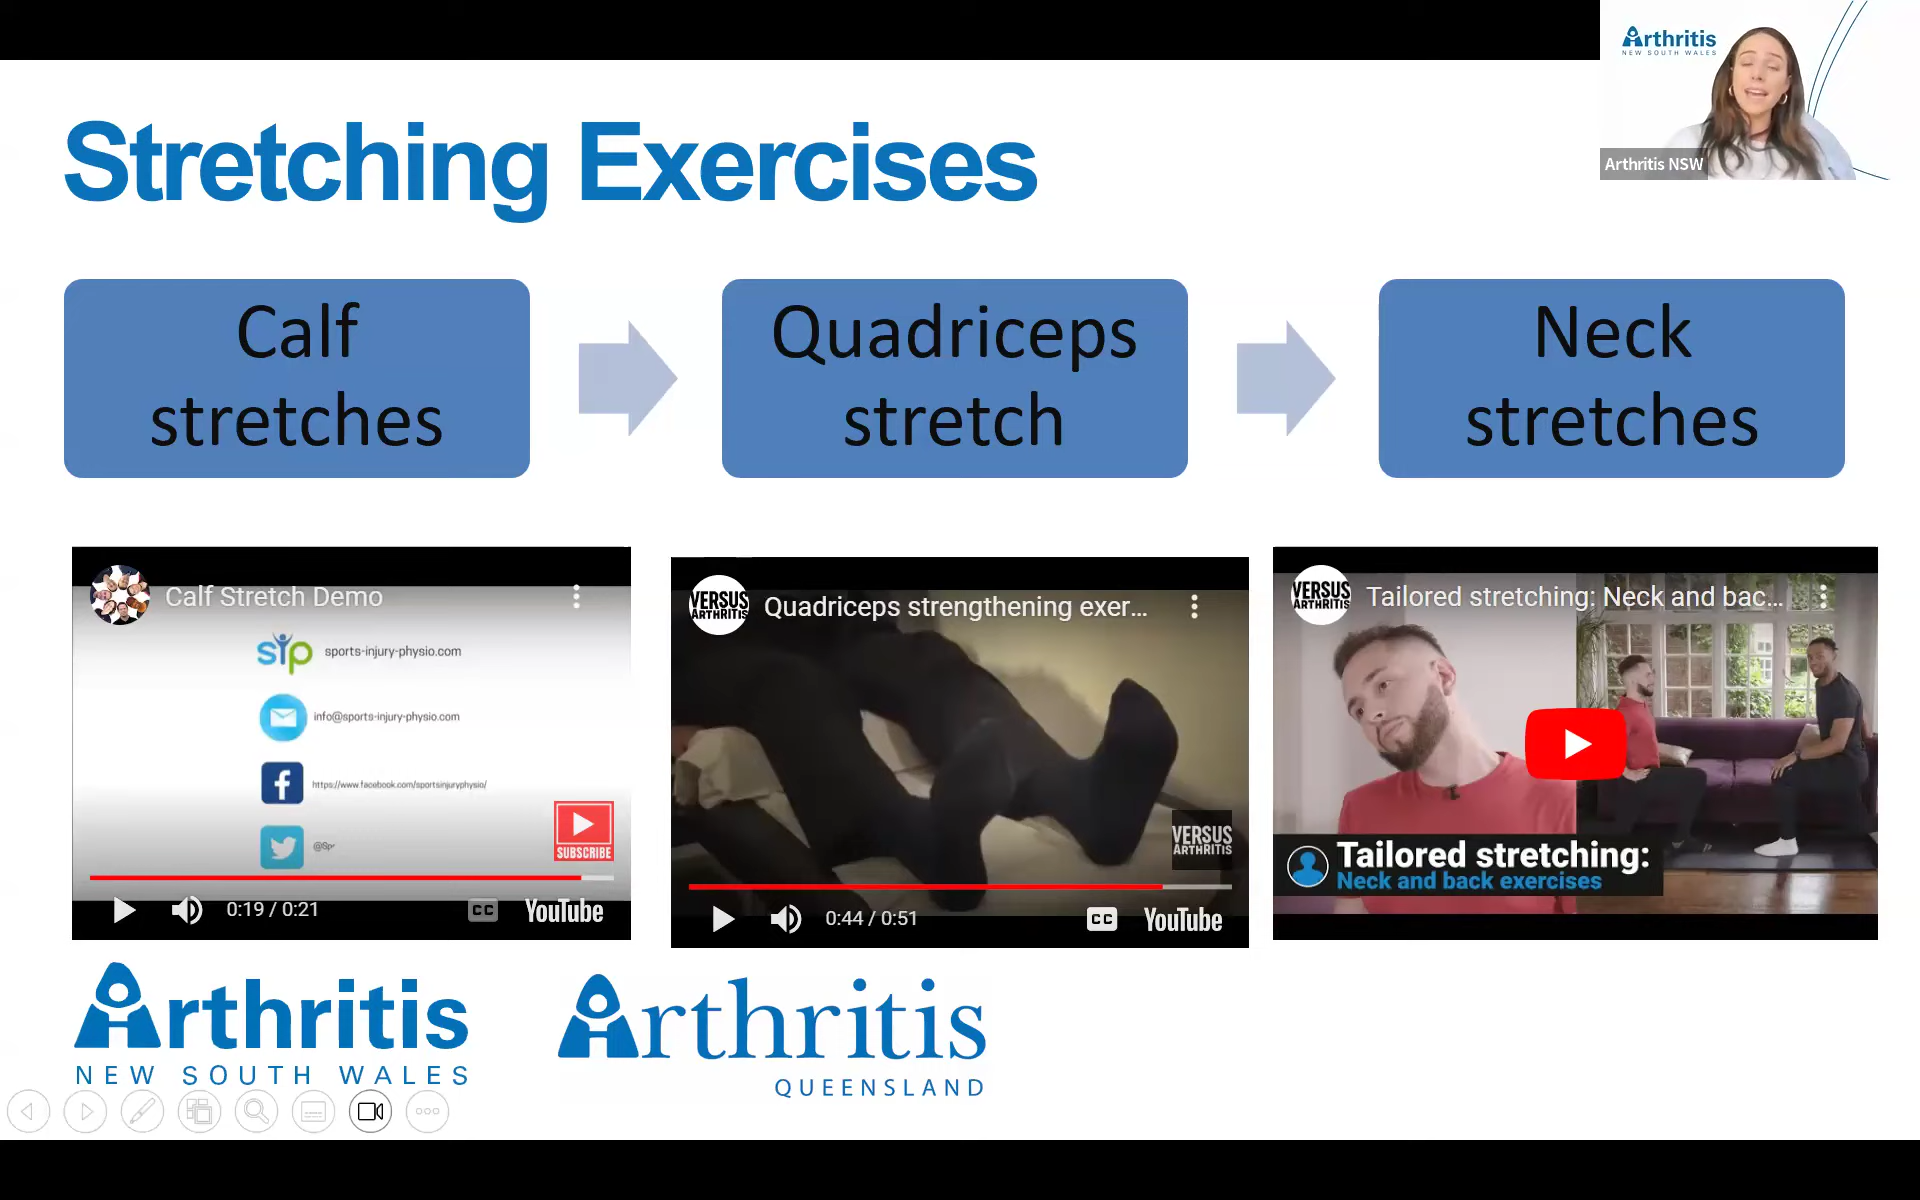 Arthritis
NEW SOUTH WALES
Arthritis NSW
Stretching Exercises
Calf
stretches
Quadriceps
stretch
Neck
stretches
Calf Stretch Demo
sip
sports-injury-physio.com
info@sports-injury-physio.com
https://www.facebook.com/sportsinjuryphysio/
@Spr
SUBSCRIBE
0:19 / 0:21
CC
YouTube
VERSUS
ARTHRITIS
Quadriceps strengthening exer...
VERSUS
ARTHRITIS
0:44 / 0:51
CC
YouTube
VERSUS
ARTHRITIS
Tailored stretching: Neck and bac...
Tailored stretching:
Neck and back exercises
Arthritis
NEW SOUTH WALES
Arthritis
QUEENSLAND